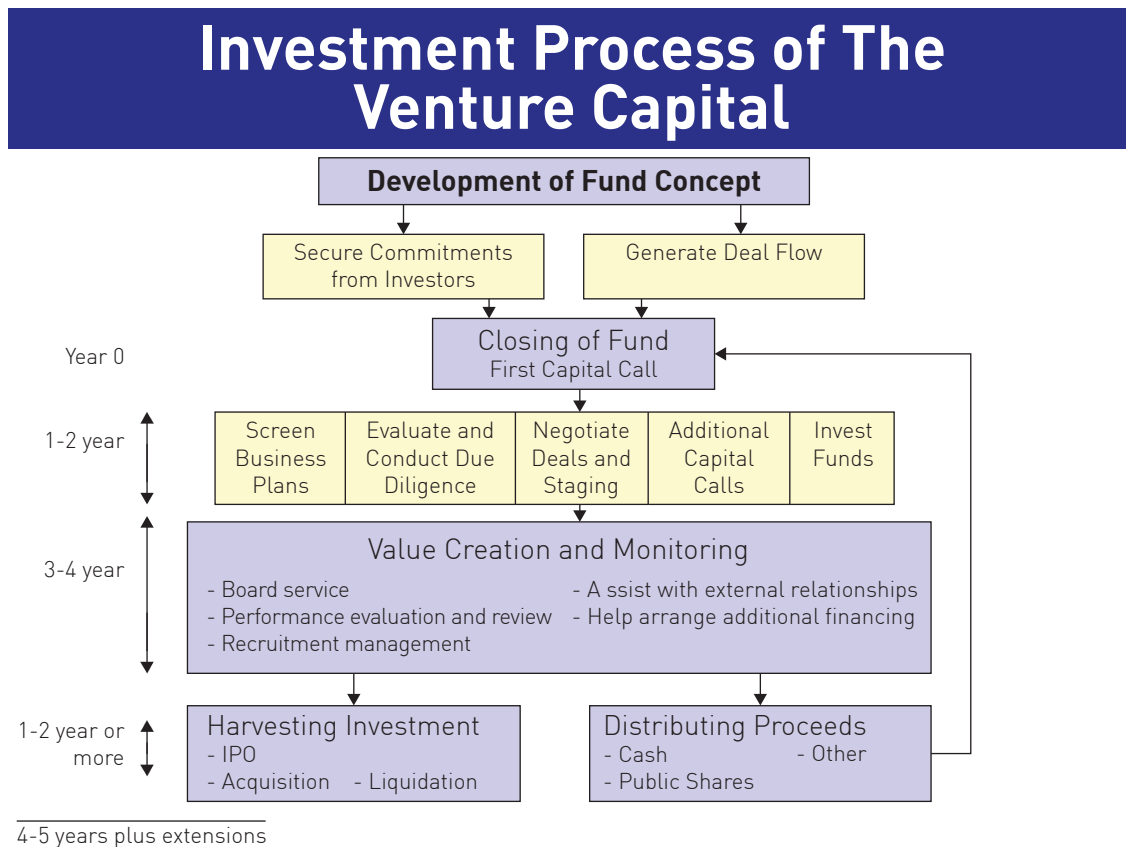 Investment Process of The
Venture Capital
Development of Fund Concept
Secure Commitments
from Investors
Generate Deal Flow
Year 0
Closing of Fund
First Capital Call
1-2 year
Screen
Business
Plans
Evaluate and
Conduct Due
Diligence
Negotiate
Deals and
Staging
Additional
Capital
Calls
Invest
Funds
3-4 year
Value Creation and Monitoring
- Board service
- Performance evaluation and review
- Recruitment management
- A ssist with external relationships
- Help arrange additional financing
1-2 year or
more
Harvesting Investment
- IPO
- Acquisition - Liquidation
Distributing Proceeds
- Cash - Other
- Public Shares
4-5 years plus extensions